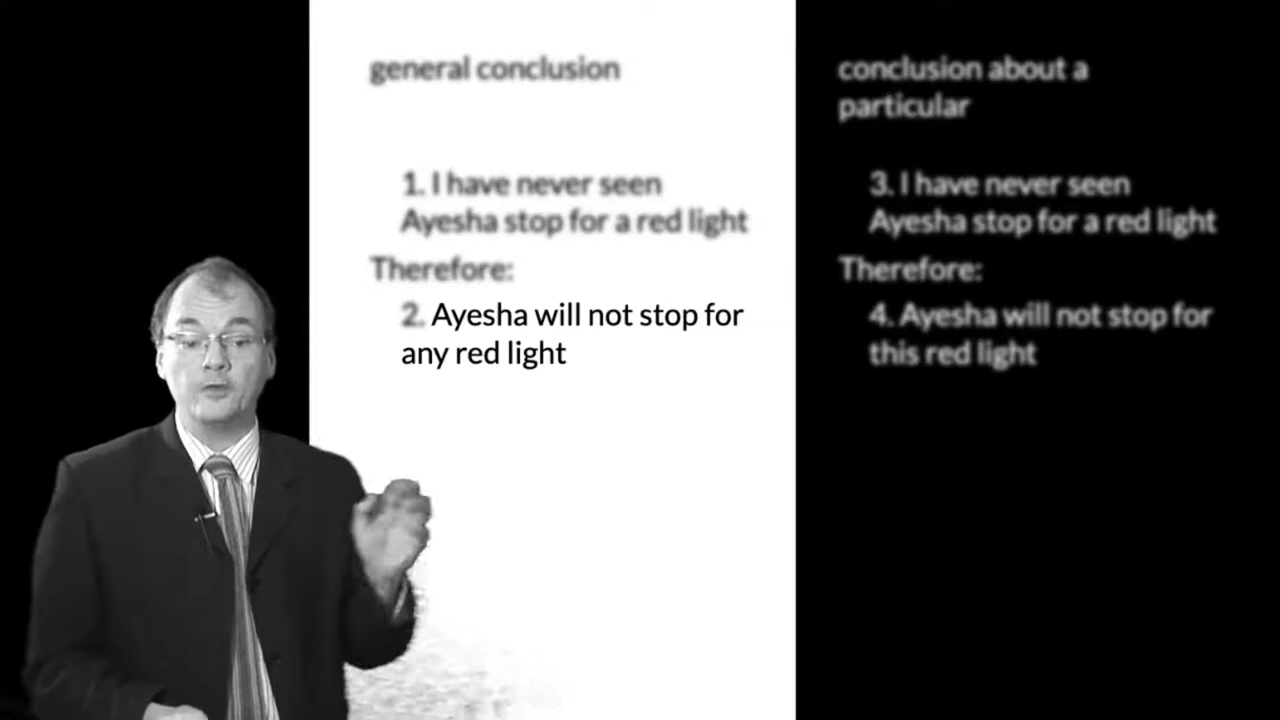 general conclusion
1. I have never seen
Ayesha stop for a red light
Therefore:
2. Ayesha will not stop for
any red light
conclusion about a
particular
3. I have never seen
Ayesha stop for a red light
Therefore:
4. Ayesha will not stop for
this red light